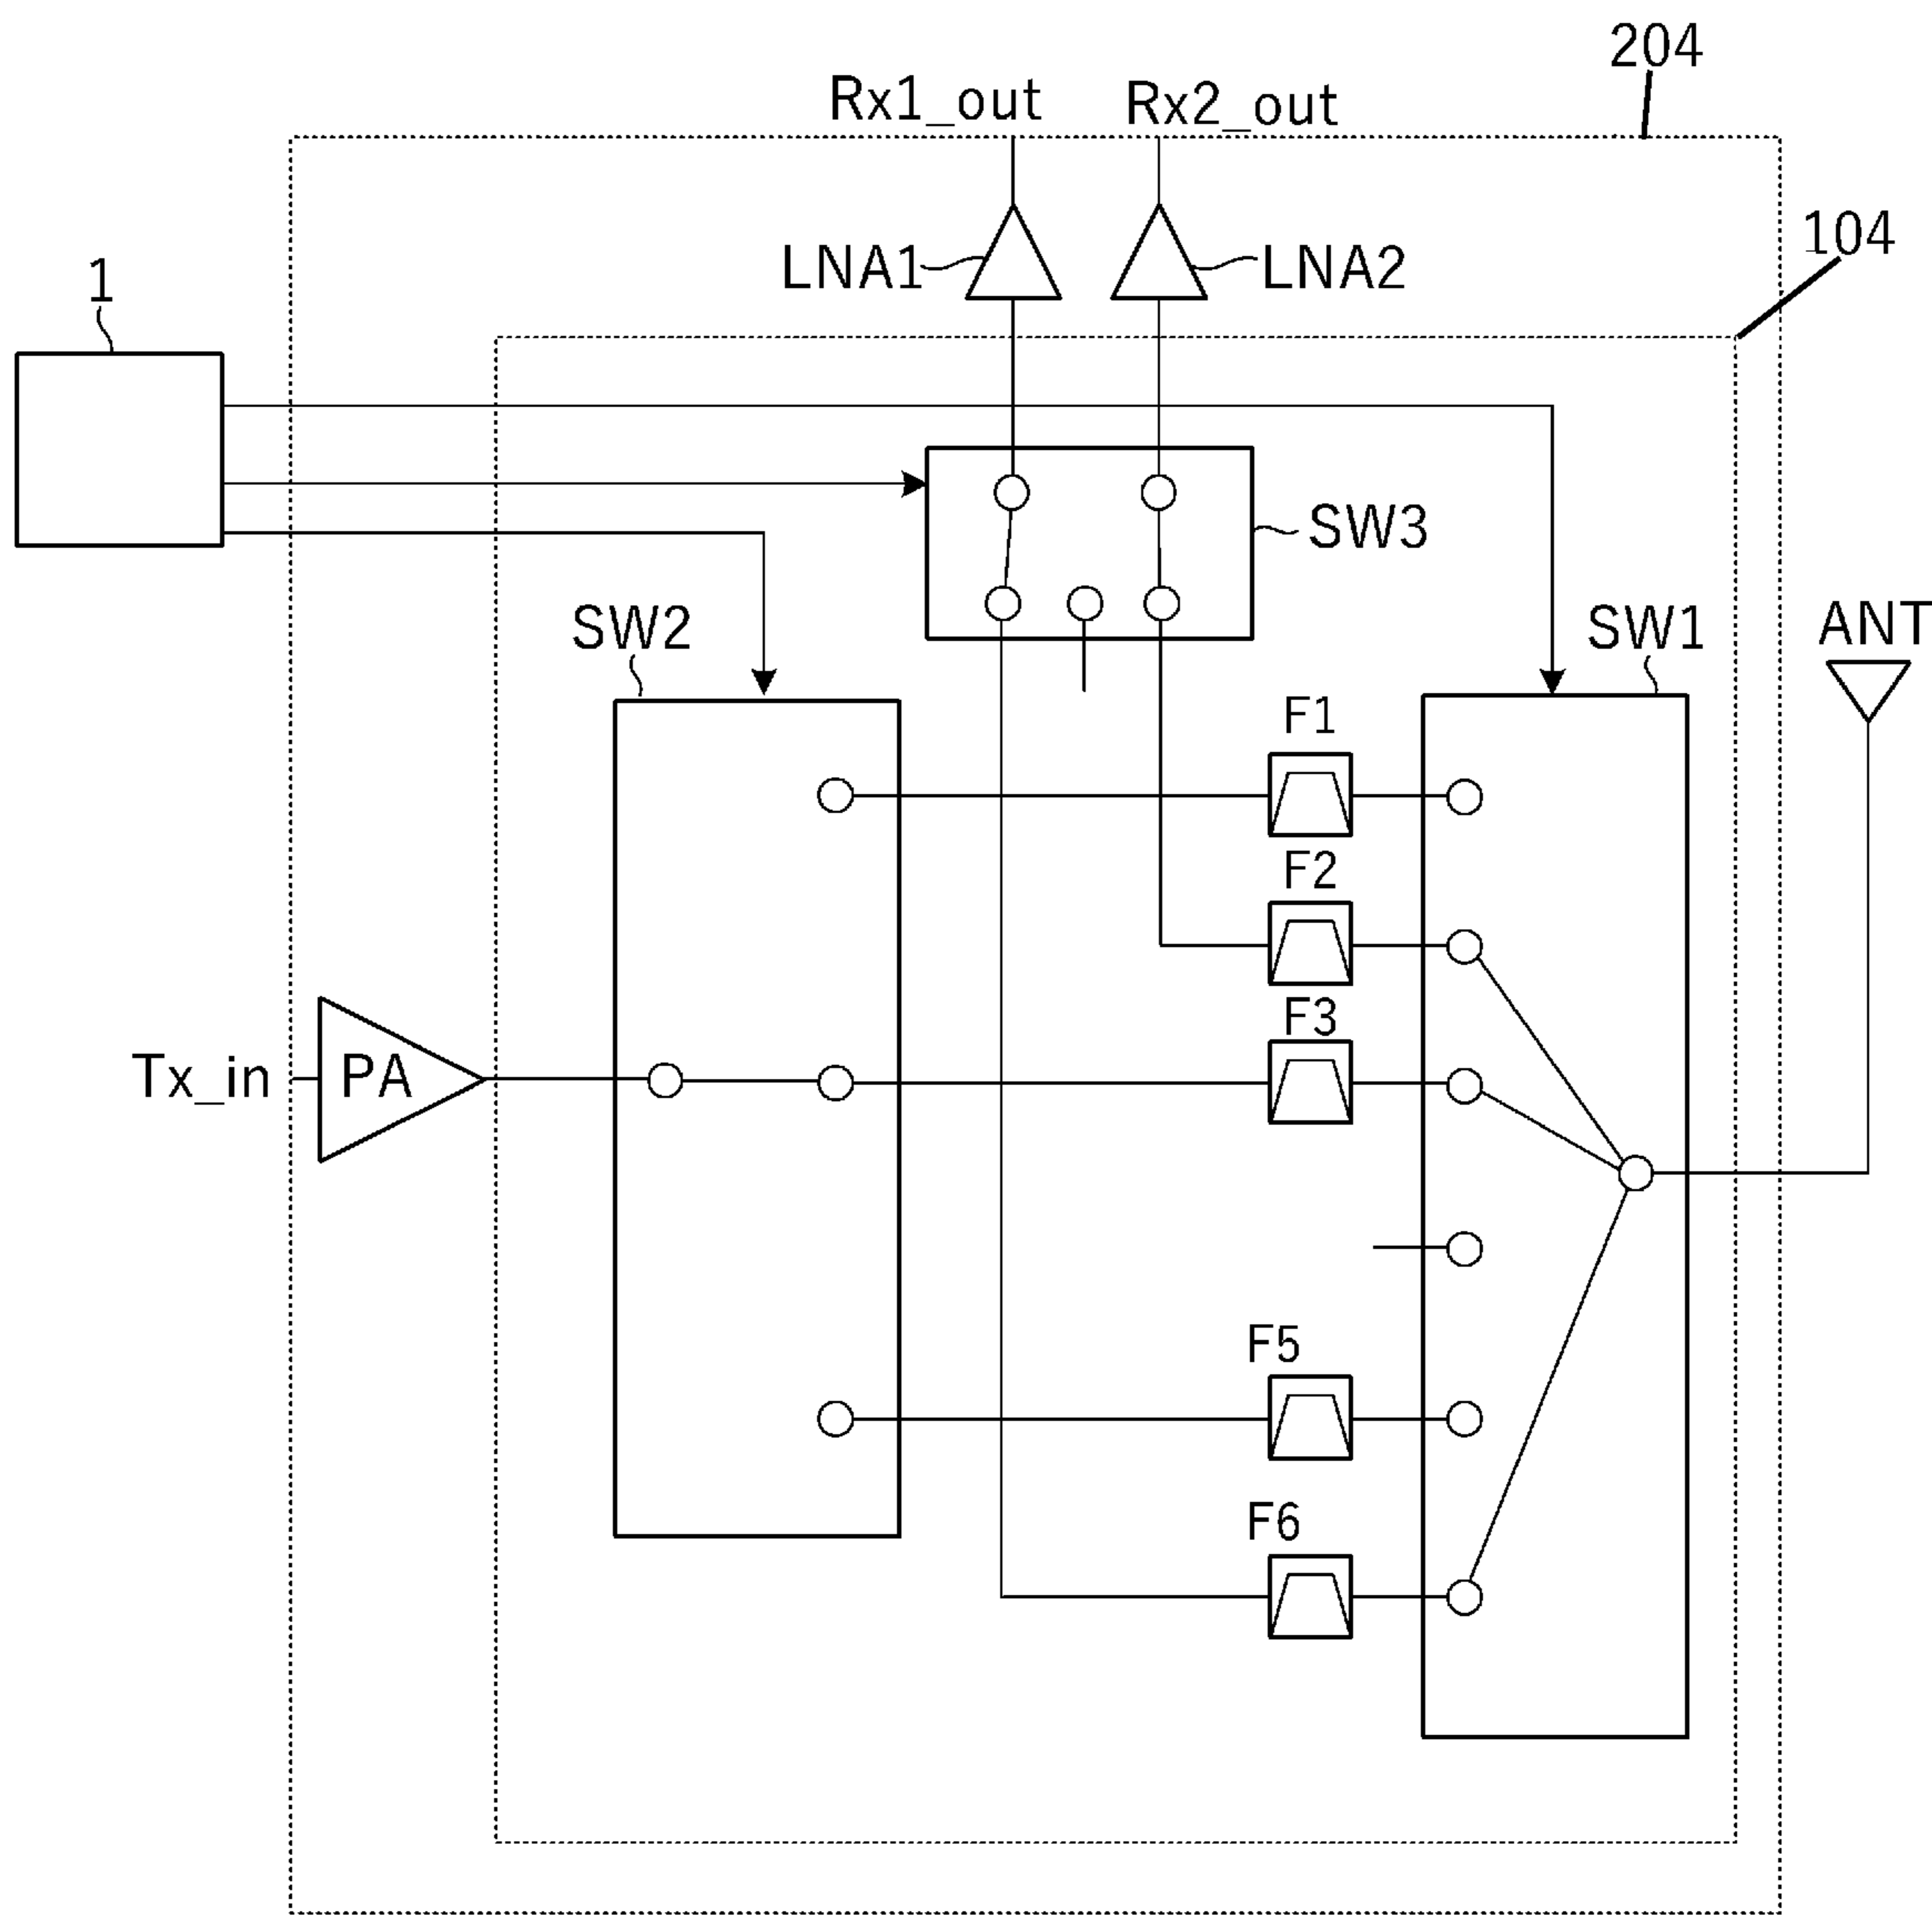 204
Rx1_out Rx2_out
104
LNA1 LNA2
1
SW3
SW2
SW1
ANT
F1
F2
F3
Tx_in
PA
F5
F6